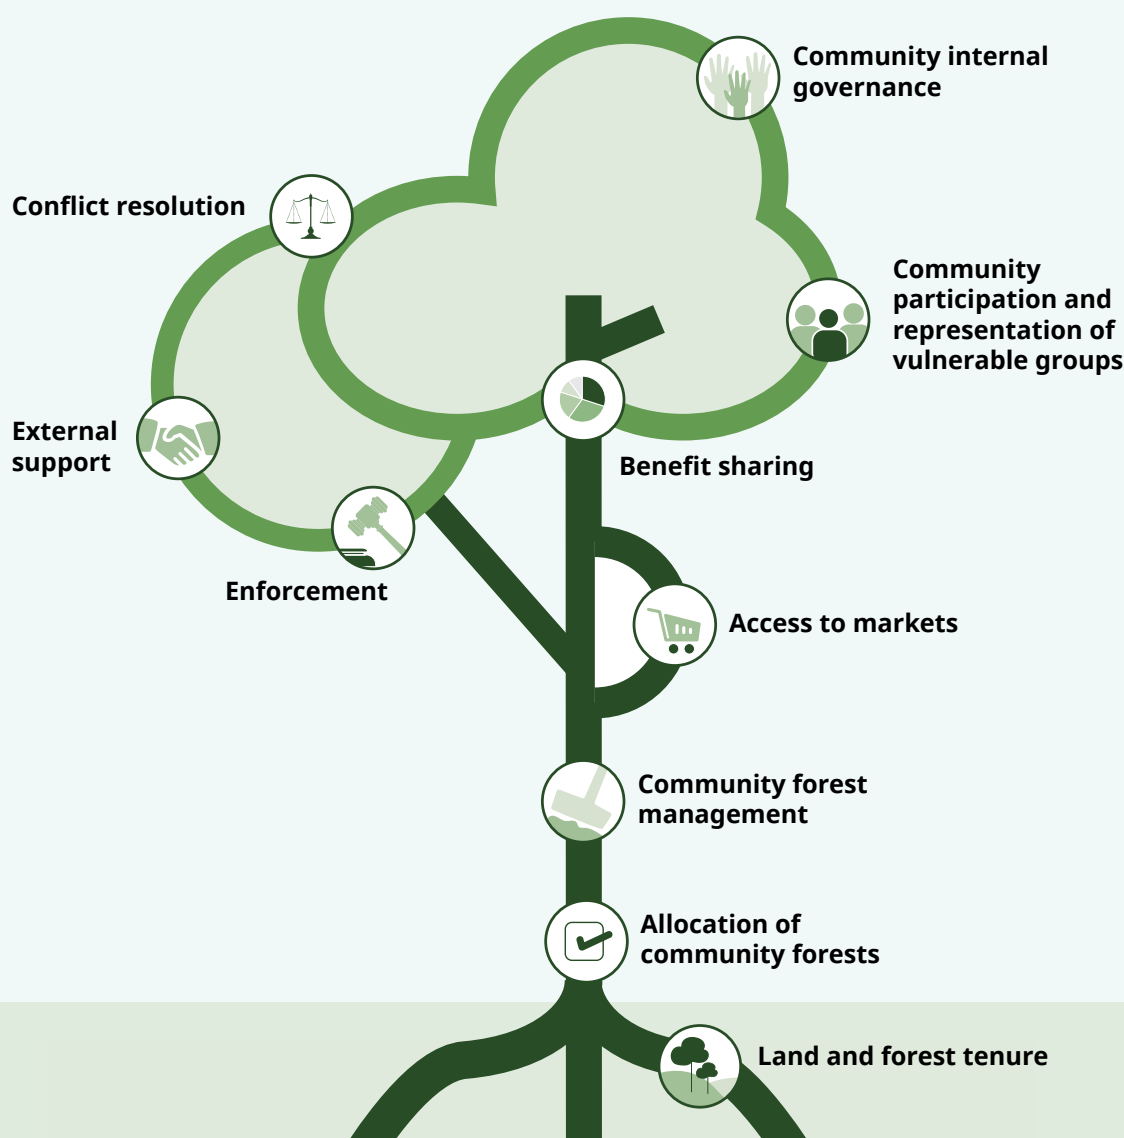 Community internal
governance
Conflict resolution
Community
participation and
representation of
vulnerable groups
External
support
Benefit sharing
Enforcement
Access to markets
Community forest
management
Allocation of
community forests
Land and forest tenure